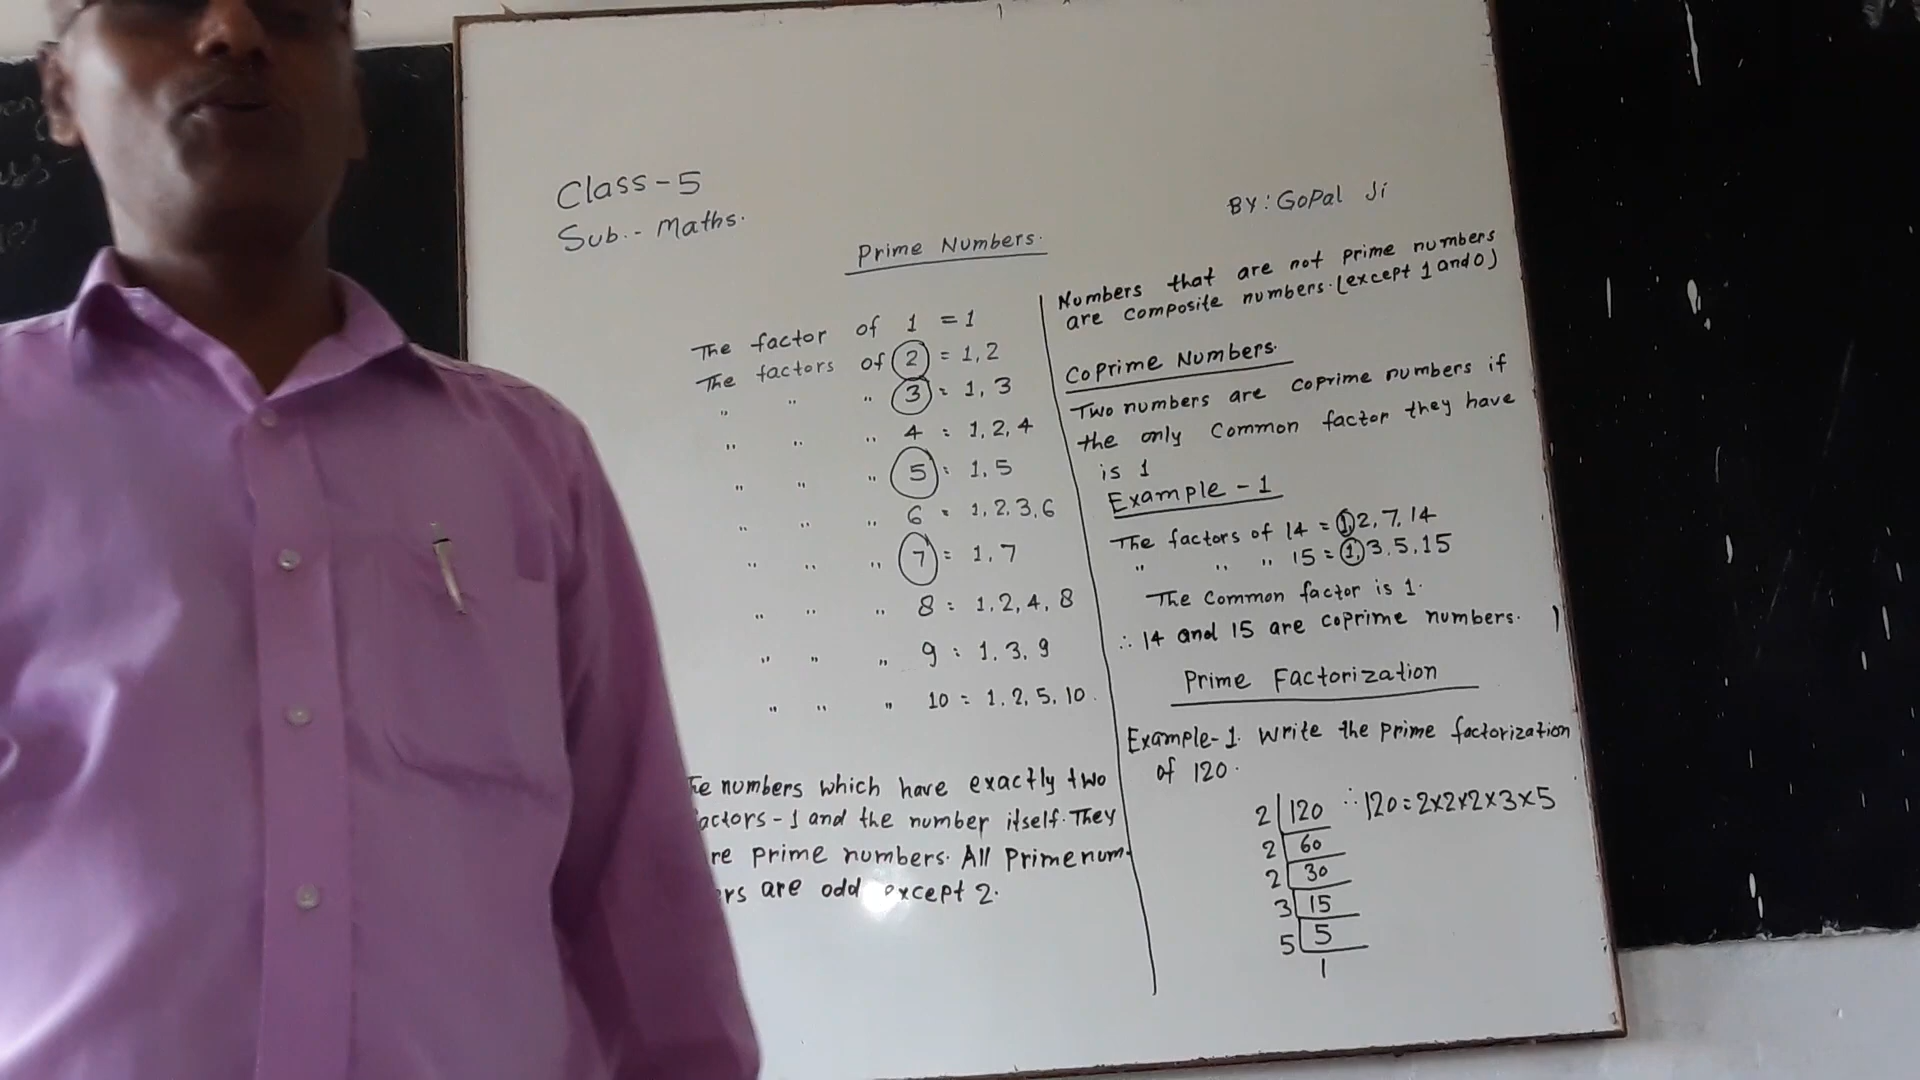 Class-5
Sub.- Maths.
BY: GoPal Ji
Prime Numbers.
The factor of 1 = 1
The factors of 2 = 1,2
" " " 3 = 1, 3
" " " 4 = 1, 2, 4
" " " 5 = 1, 5
" " " 6 = 1, 2, 3, 6
" " " 7 = 1, 7
" " " 8 = 1, 2, 4, 8
" " " 9 = 1, 3, 9
" " " 10 = 1, 2, 5, 10.
numbers which have exactly two
actors - 1 and the number itself. They
re prime numbers. All Prime num-
ers are odd except 2.
Numbers that are not prime numbers
are composite numbers. (except 1 and 0)
Coprime Numbers.
Two numbers are coprime numbers if
the only Common factor they have
is 1
Example - 1
The factors of 14 = 1, 2, 7, 14
" " " 15 = 1, 3, 5, 15
The Common factor is 1.
∴ 14 and 15 are coprime numbers.
Prime Factorization
Example-1. Write the Prime factorization
of 120.
2 | 120 ∴ 120 = 2×2×2×3×5
2 | 60
2 | 30
3 | 15
5 | 5
1